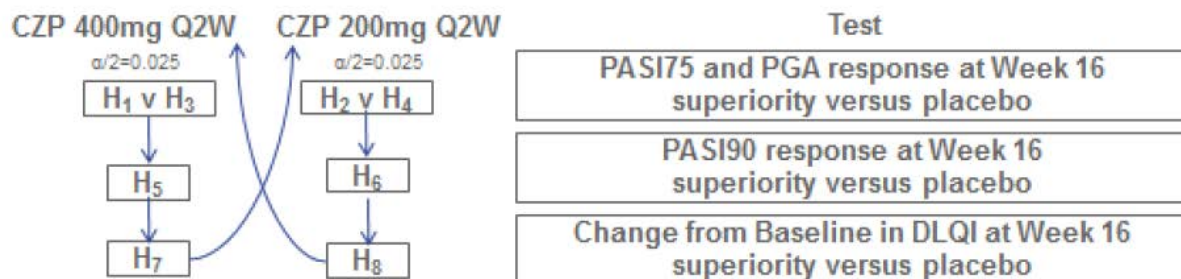 CZP 400mg Q2W CZP 200mg Q2W Test
α/2=0.025 α/2=0.025
H₁ v H₃ H₂ v H₄
PASI75 and PGA response at Week 16
superiority versus placebo
H₅ H₆
PASI90 response at Week 16
superiority versus placebo
H₇ H₈
Change from Baseline in DLQI at Week 16
superiority versus placebo